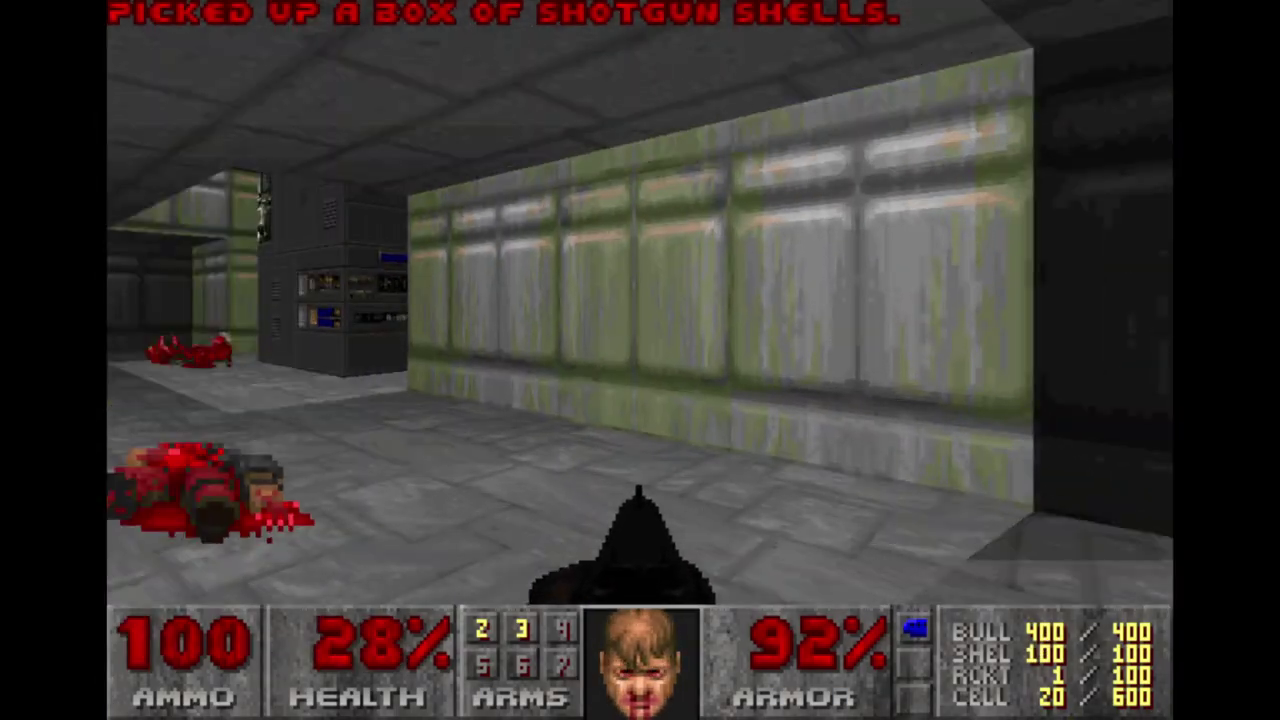 PICKED UP A BOX OF SHOTGUN SHELLS.
100 28% 2 3 4 92% BULL 400 / 400
5 6 7 SHEL 100 / 100
RCKT 1 / 100
AMMO HEALTH ARMS ARMOR CELL 20 / 600